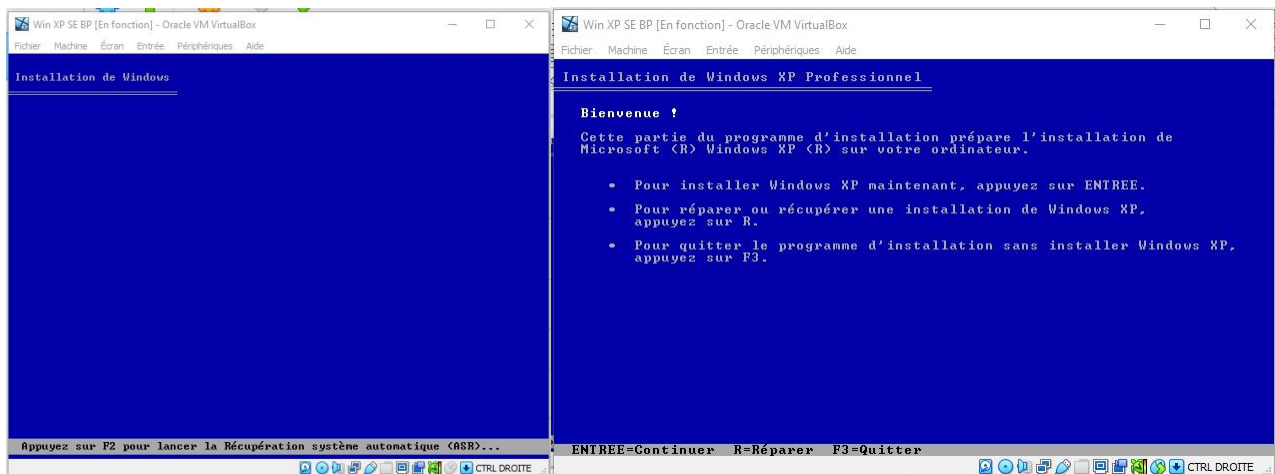 Win XP SE BP [En fonction] - Oracle VM VirtualBox
Fichier Machine Écran Entrée Périphériques Aide
Installation de Windows
Appuyez sur F2 pour lancer la Récupération système automatique (ASR)...
CTRL DROITE
Win XP SE BP [En fonction] - Oracle VM VirtualBox
Fichier Machine Écran Entrée Périphériques Aide
Installation de Windows XP Professionnel
Bienvenue !
Cette partie du programme d'installation prépare l'installation de
Microsoft (R) Windows XP (R) sur votre ordinateur.
• Pour installer Windows XP maintenant, appuyez sur ENTREE.
• Pour réparer ou récupérer une installation de Windows XP,
appuyez sur R.
• Pour quitter le programme d'installation sans installer Windows XP,
appuyez sur F3.
ENTREE=Continuer R=Réparer F3=Quitter
CTRL DROITE